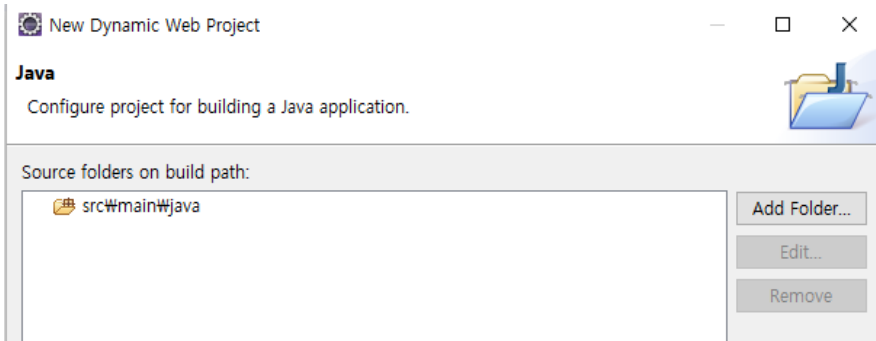 New Dynamic Web Project
Java
Configure project for building a Java application.
Source folders on build path:
src₩main₩java
Add Folder...
Edit...
Remove